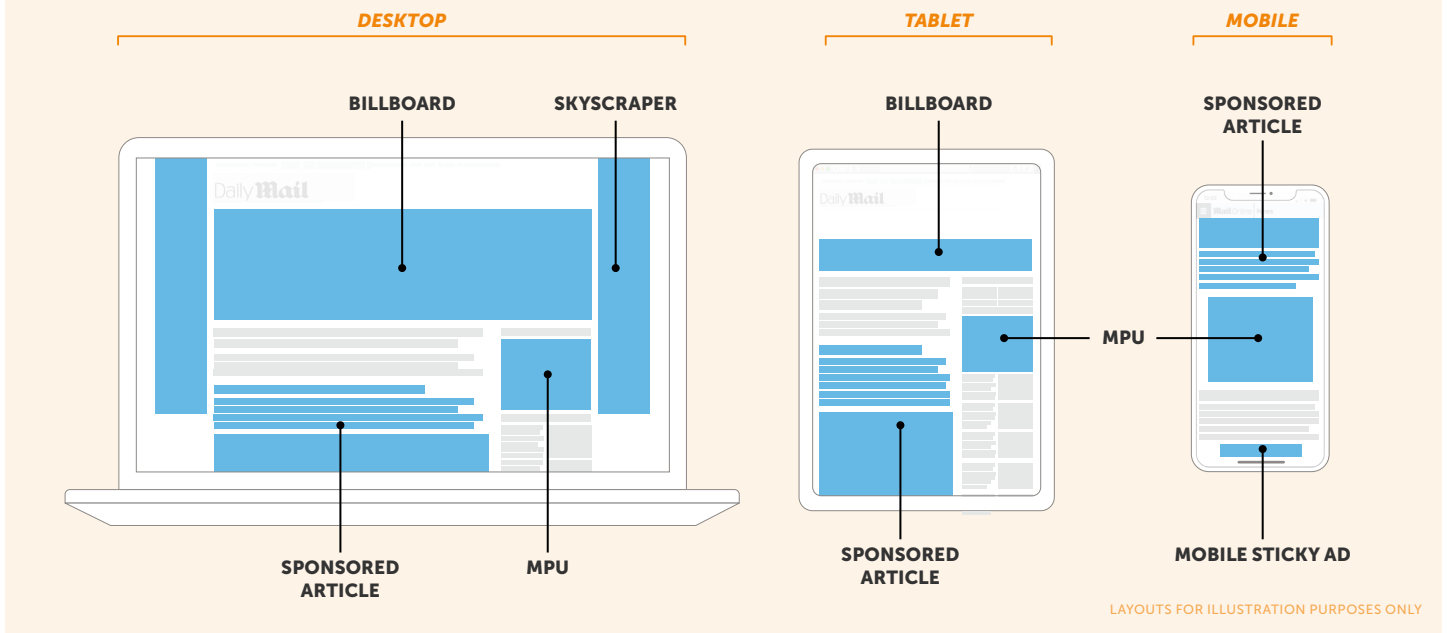 DESKTOP
TABLET
MOBILE
BILLBOARD
SKYSCRAPER
BILLBOARD
SPONSORED
ARTICLE
Daily Mail
Daily Mail
MailOnline
MPU
SPONSORED
ARTICLE
MPU
SPONSORED
ARTICLE
MOBILE STICKY AD
LAYOUTS FOR ILLUSTRATION PURPOSES ONLY